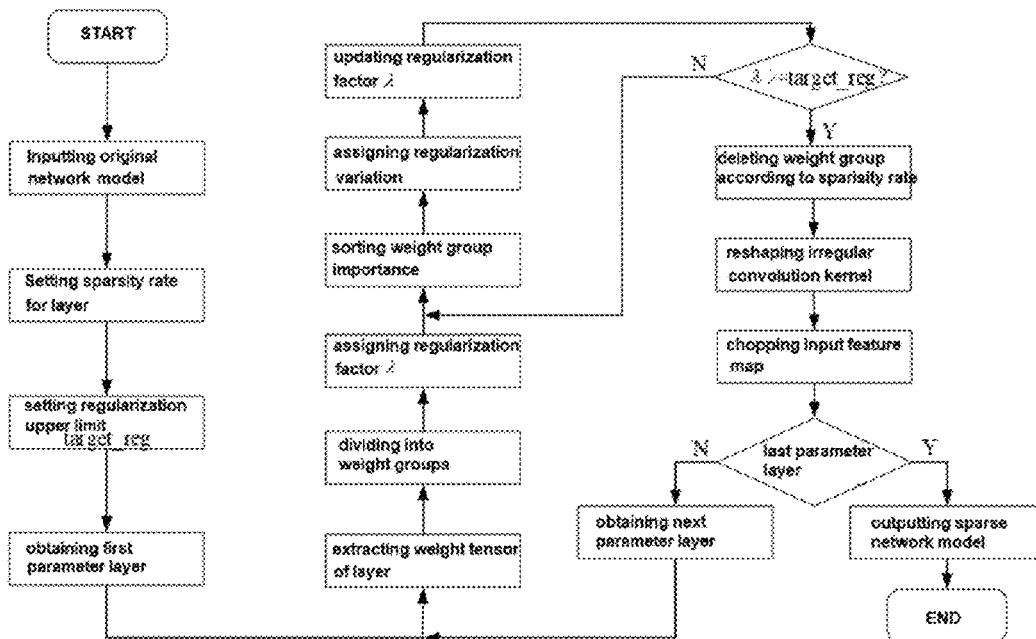 START
Inputting original
network model
Setting sparsity rate
for layer
setting regularization
upper limit
target_reg
obtaining first
parameter layer
extracting weight tensor
of layer
dividing into
weight groups
assigning regularization
factor λ
sorting weight group
importance
assigning regularization
variation
updating regularization
factor λ
λ >=target_reg?
N
Y
deleting weight group
according to sparisity rate
reshaping irregular
convolution kernel
chopping input feature
map
last parameter
layer
N
Y
obtaining next
parameter layer
outputting sparse
network model
END